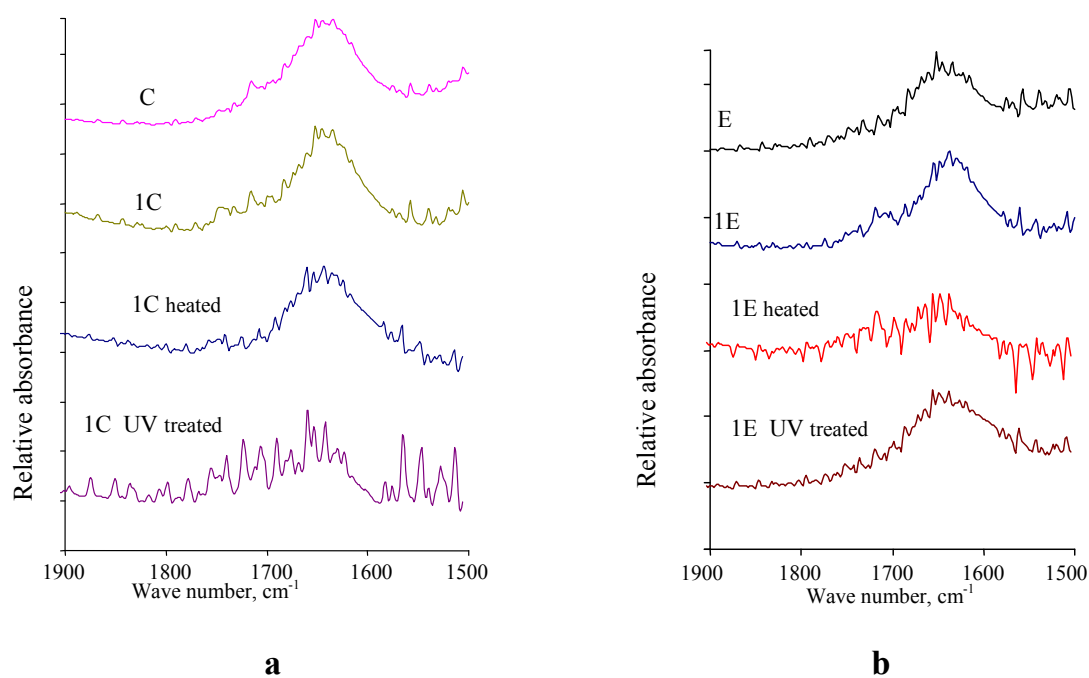 C
1C
1C heated
1C UV treated
Relative absorbance
1900
1800
1700
1600
1500
Wave number, cm-1
a
E
1E
1E heated
1E UV treated
Relative absorbance
1900
1800
1700
1600
1500
Wave number, cm-1
b